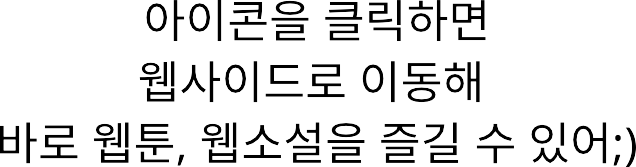 아이콘을 클릭하면
웹사이드로 이동해
바로 웹툰, 웹소설을 즐길 수 있어;)